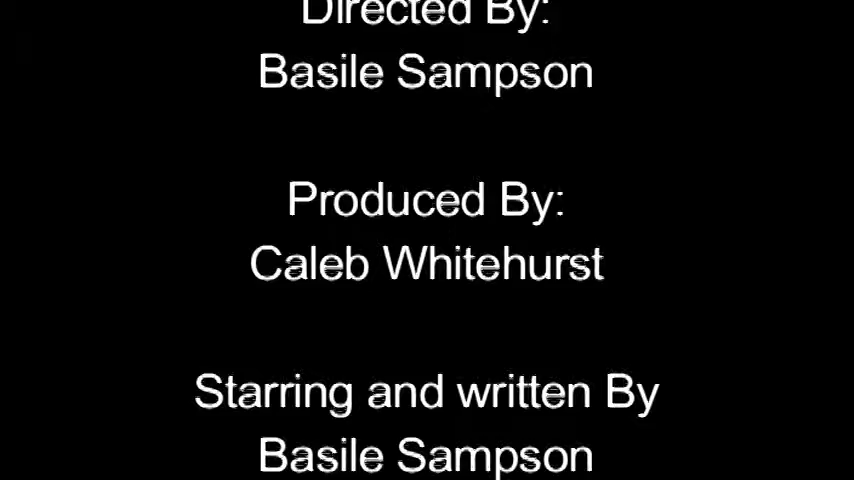 Directed By:
Basile Sampson
Produced By:
Caleb Whitehurst
Starring and written By
Basile Sampson